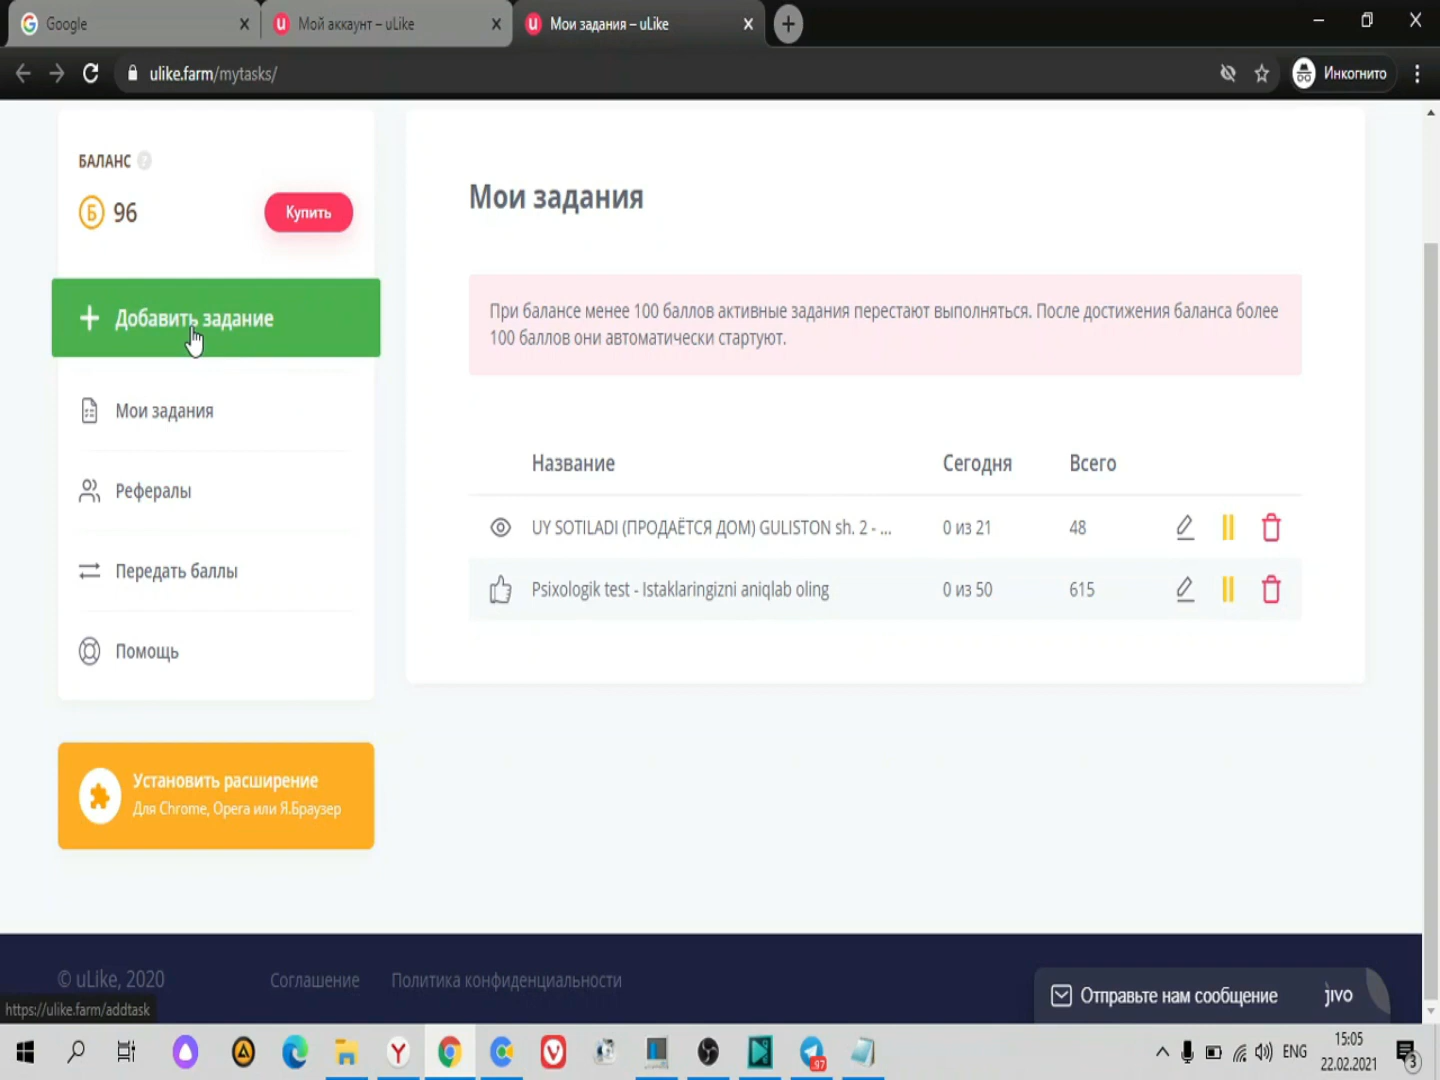 Google
Мой аккаунт – uLike
Мои задания – uLike
ulike.farm/mytasks/
Инкогнито
БАЛАНС ?
Б 96
Купить
Добавить задание
Мои задания
Рефералы
Передать баллы
Помощь
Установить расширение
Для Chrome, Opera или Я.Браузер
Мои задания
При балансе менее 100 баллов активные задания перестают выполняться. После достижения баланса более
100 баллов они автоматически стартуют.
Название Сегодня Всего
UY SOTILADI (ПРОДАЁТСЯ ДОМ) GULISTON sh. 2 - ... 0 из 21 48
Psixologik test - Istaklaringizni aniqlab oling 0 из 50 615
© uLike, 2020 Соглашение Политика конфиденциальности
Отправьте нам сообщение jivo
https://ulike.farm/addtask
97
ENG
15:05
22.02.2021
3